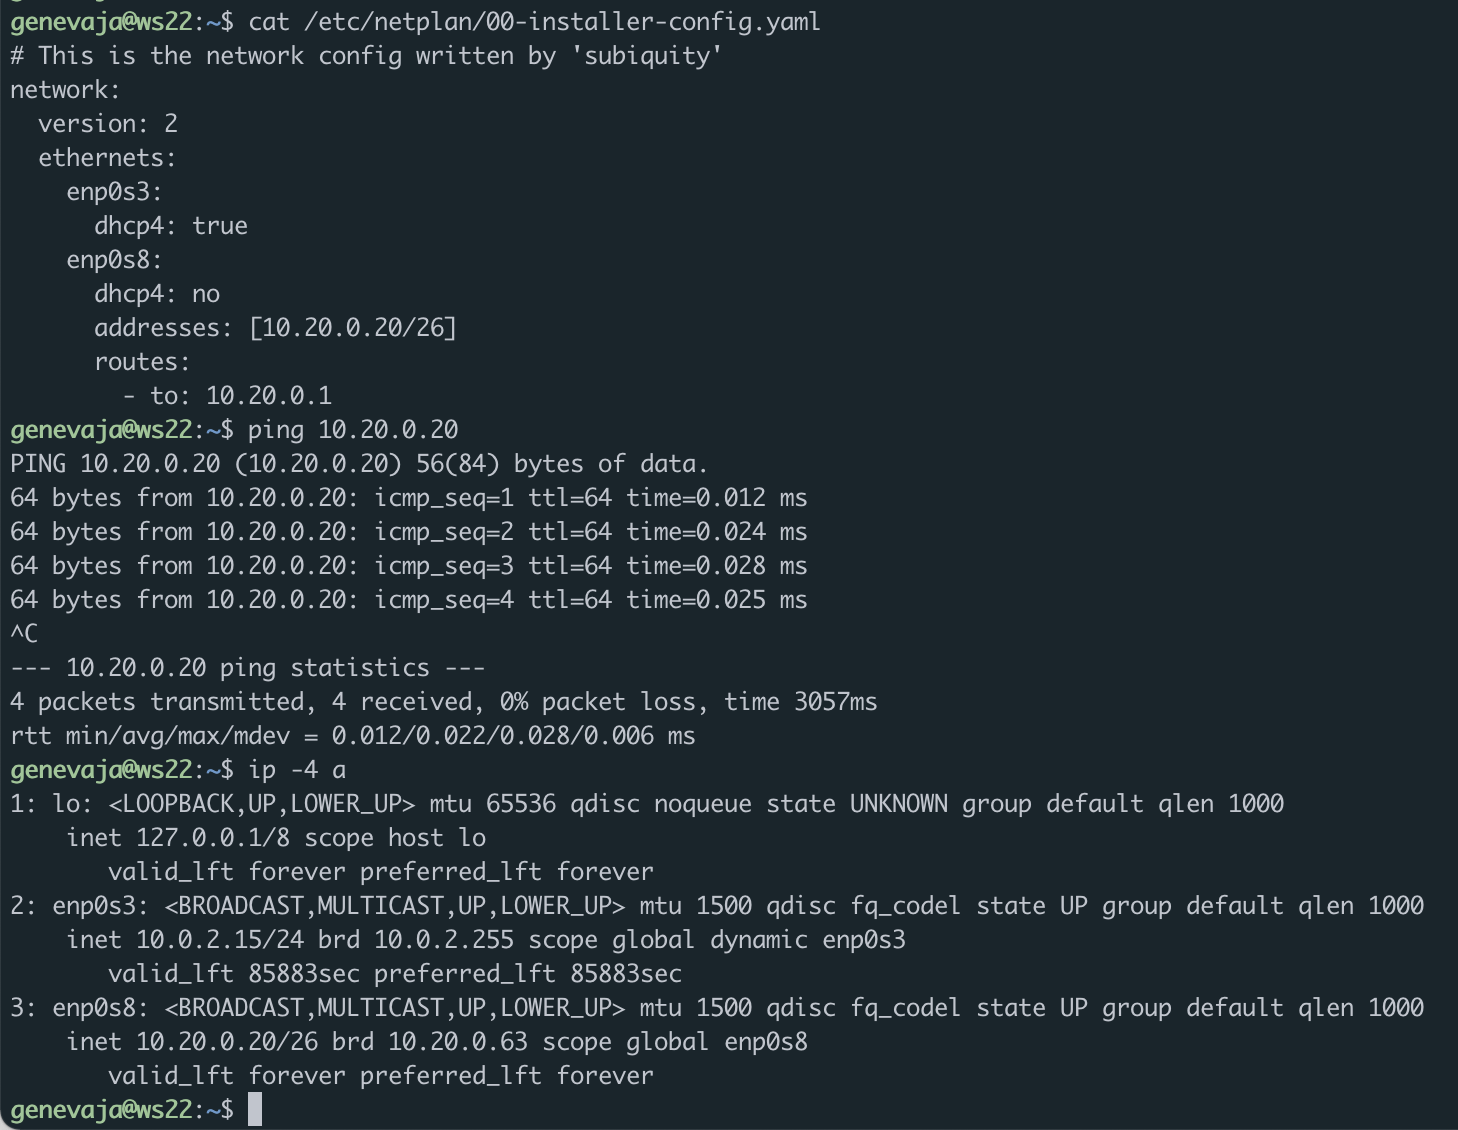 genevaja@ws22:~$ cat /etc/netplan/00-installer-config.yaml
# This is the network config written by 'subiquity'
network:
  version: 2
  ethernets:
    enp0s3:
      dhcp4: true
    enp0s8:
      dhcp4: no
      addresses: [10.20.0.20/26]
      routes:
        - to: 10.20.0.1
genevaja@ws22:~$ ping 10.20.0.20
PING 10.20.0.20 (10.20.0.20) 56(84) bytes of data.
64 bytes from 10.20.0.20: icmp_seq=1 ttl=64 time=0.012 ms
64 bytes from 10.20.0.20: icmp_seq=2 ttl=64 time=0.024 ms
64 bytes from 10.20.0.20: icmp_seq=3 ttl=64 time=0.028 ms
64 bytes from 10.20.0.20: icmp_seq=4 ttl=64 time=0.025 ms
^C
--- 10.20.0.20 ping statistics ---
4 packets transmitted, 4 received, 0% packet loss, time 3057ms
rtt min/avg/max/mdev = 0.012/0.022/0.028/0.006 ms
genevaja@ws22:~$ ip -4 a
1: lo: <LOOPBACK,UP,LOWER_UP> mtu 65536 qdisc noqueue state UNKNOWN group default qlen 1000
    inet 127.0.0.1/8 scope host lo
       valid_lft forever preferred_lft forever
2: enp0s3: <BROADCAST,MULTICAST,UP,LOWER_UP> mtu 1500 qdisc fq_codel state UP group default qlen 1000
    inet 10.0.2.15/24 brd 10.0.2.255 scope global dynamic enp0s3
       valid_lft 85883sec preferred_lft 85883sec
3: enp0s8: <BROADCAST,MULTICAST,UP,LOWER_UP> mtu 1500 qdisc fq_codel state UP group default qlen 1000
    inet 10.20.0.20/26 brd 10.20.0.63 scope global enp0s8
       valid_lft forever preferred_lft forever
genevaja@ws22:~$